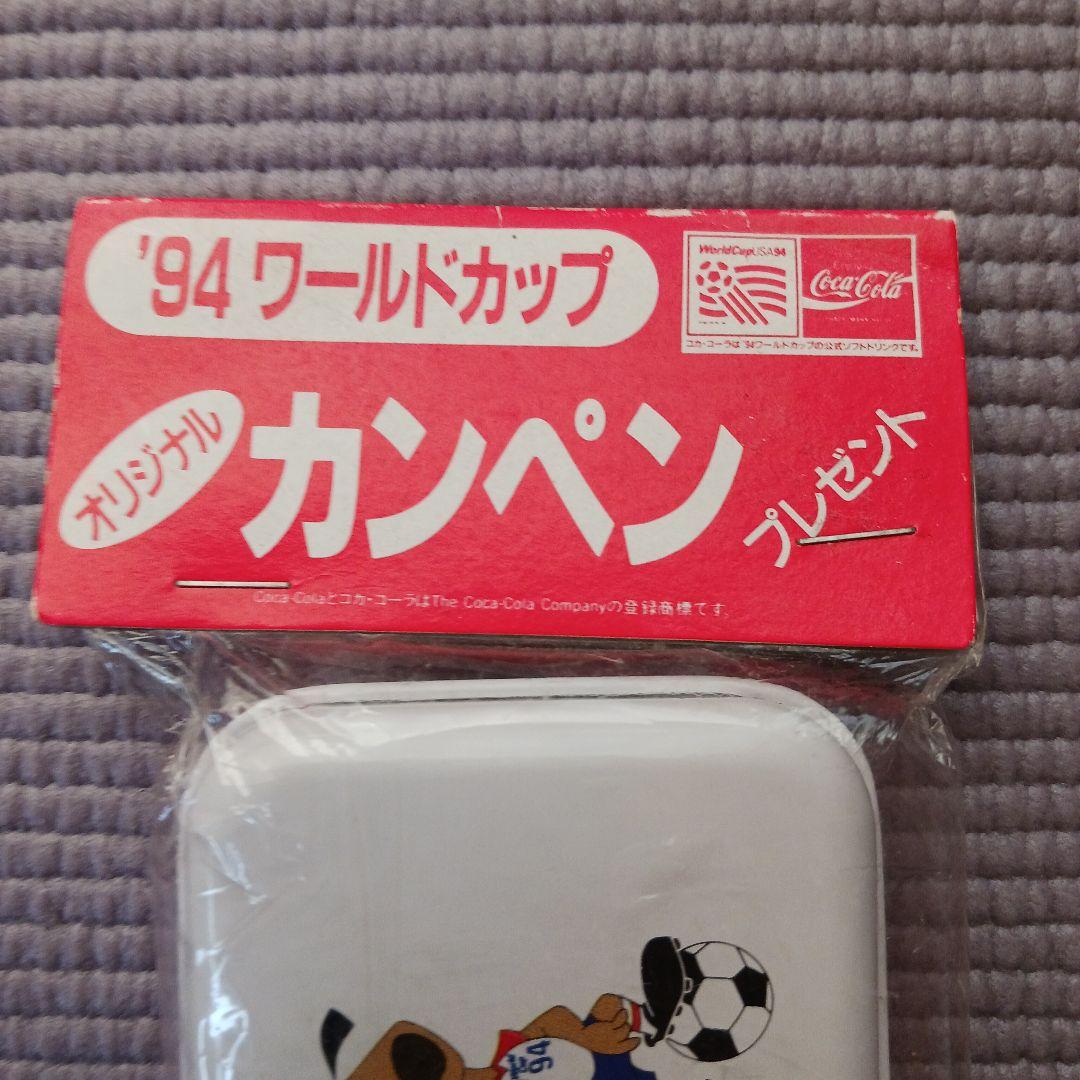 '94 ワールドカップ
WorldCupUSA94
Coca-Cola
コカ・コーラは'94ワールドカップの公式ソフトドリンクです。
オリジナル
カンペン
プレゼント
Coca-Colaとコカ・コーラはThe Coca-Cola Companyの登録商標です。
94